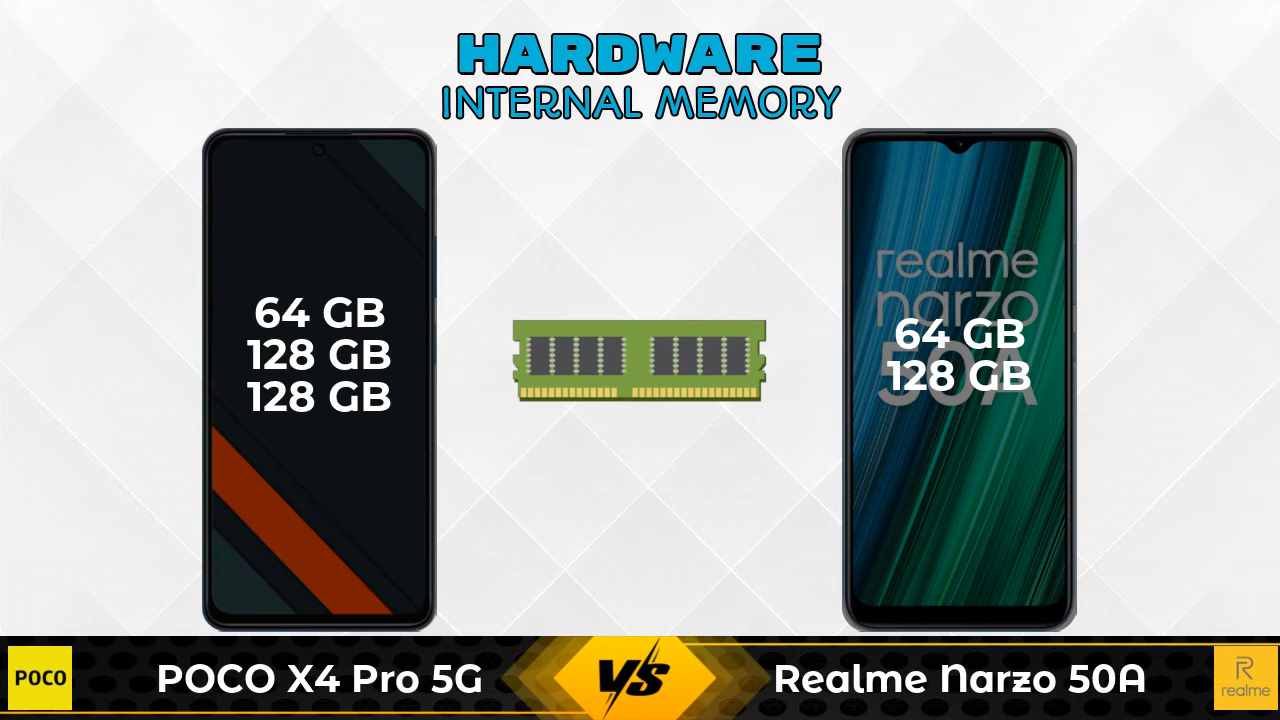 HARDWARE
INTERNAL MEMORY
64 GB
128 GB
128 GB
realme
narzo
50A
64 GB
128 GB
POCO
POCO X4 Pro 5G
VS
Realme Narzo 50A
R
realme